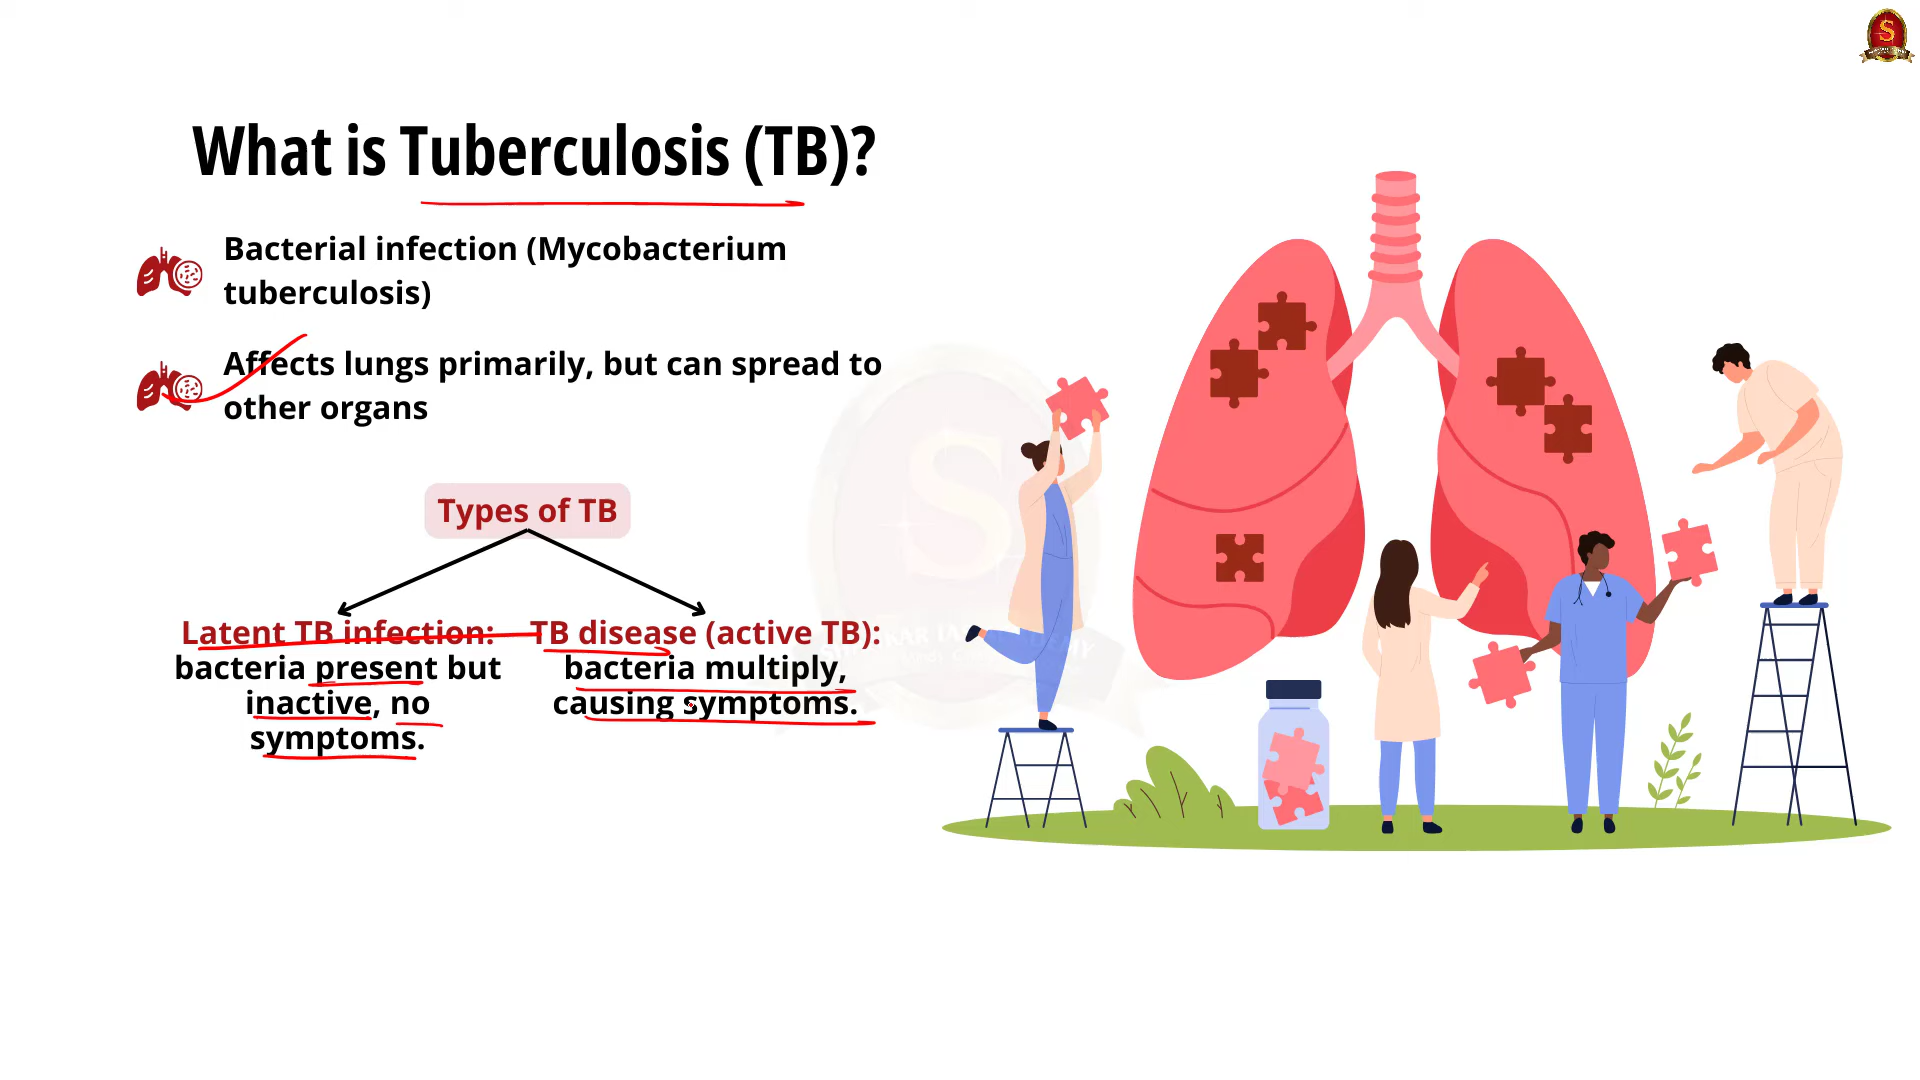 What is Tuberculosis (TB)?
Bacterial infection (Mycobacterium
tuberculosis)
Affects lungs primarily, but can spread to
other organs
Types of TB
Latent TB infection:
bacteria present but
inactive, no
symptoms.
TB disease (active TB):
bacteria multiply,
causing symptoms.
S